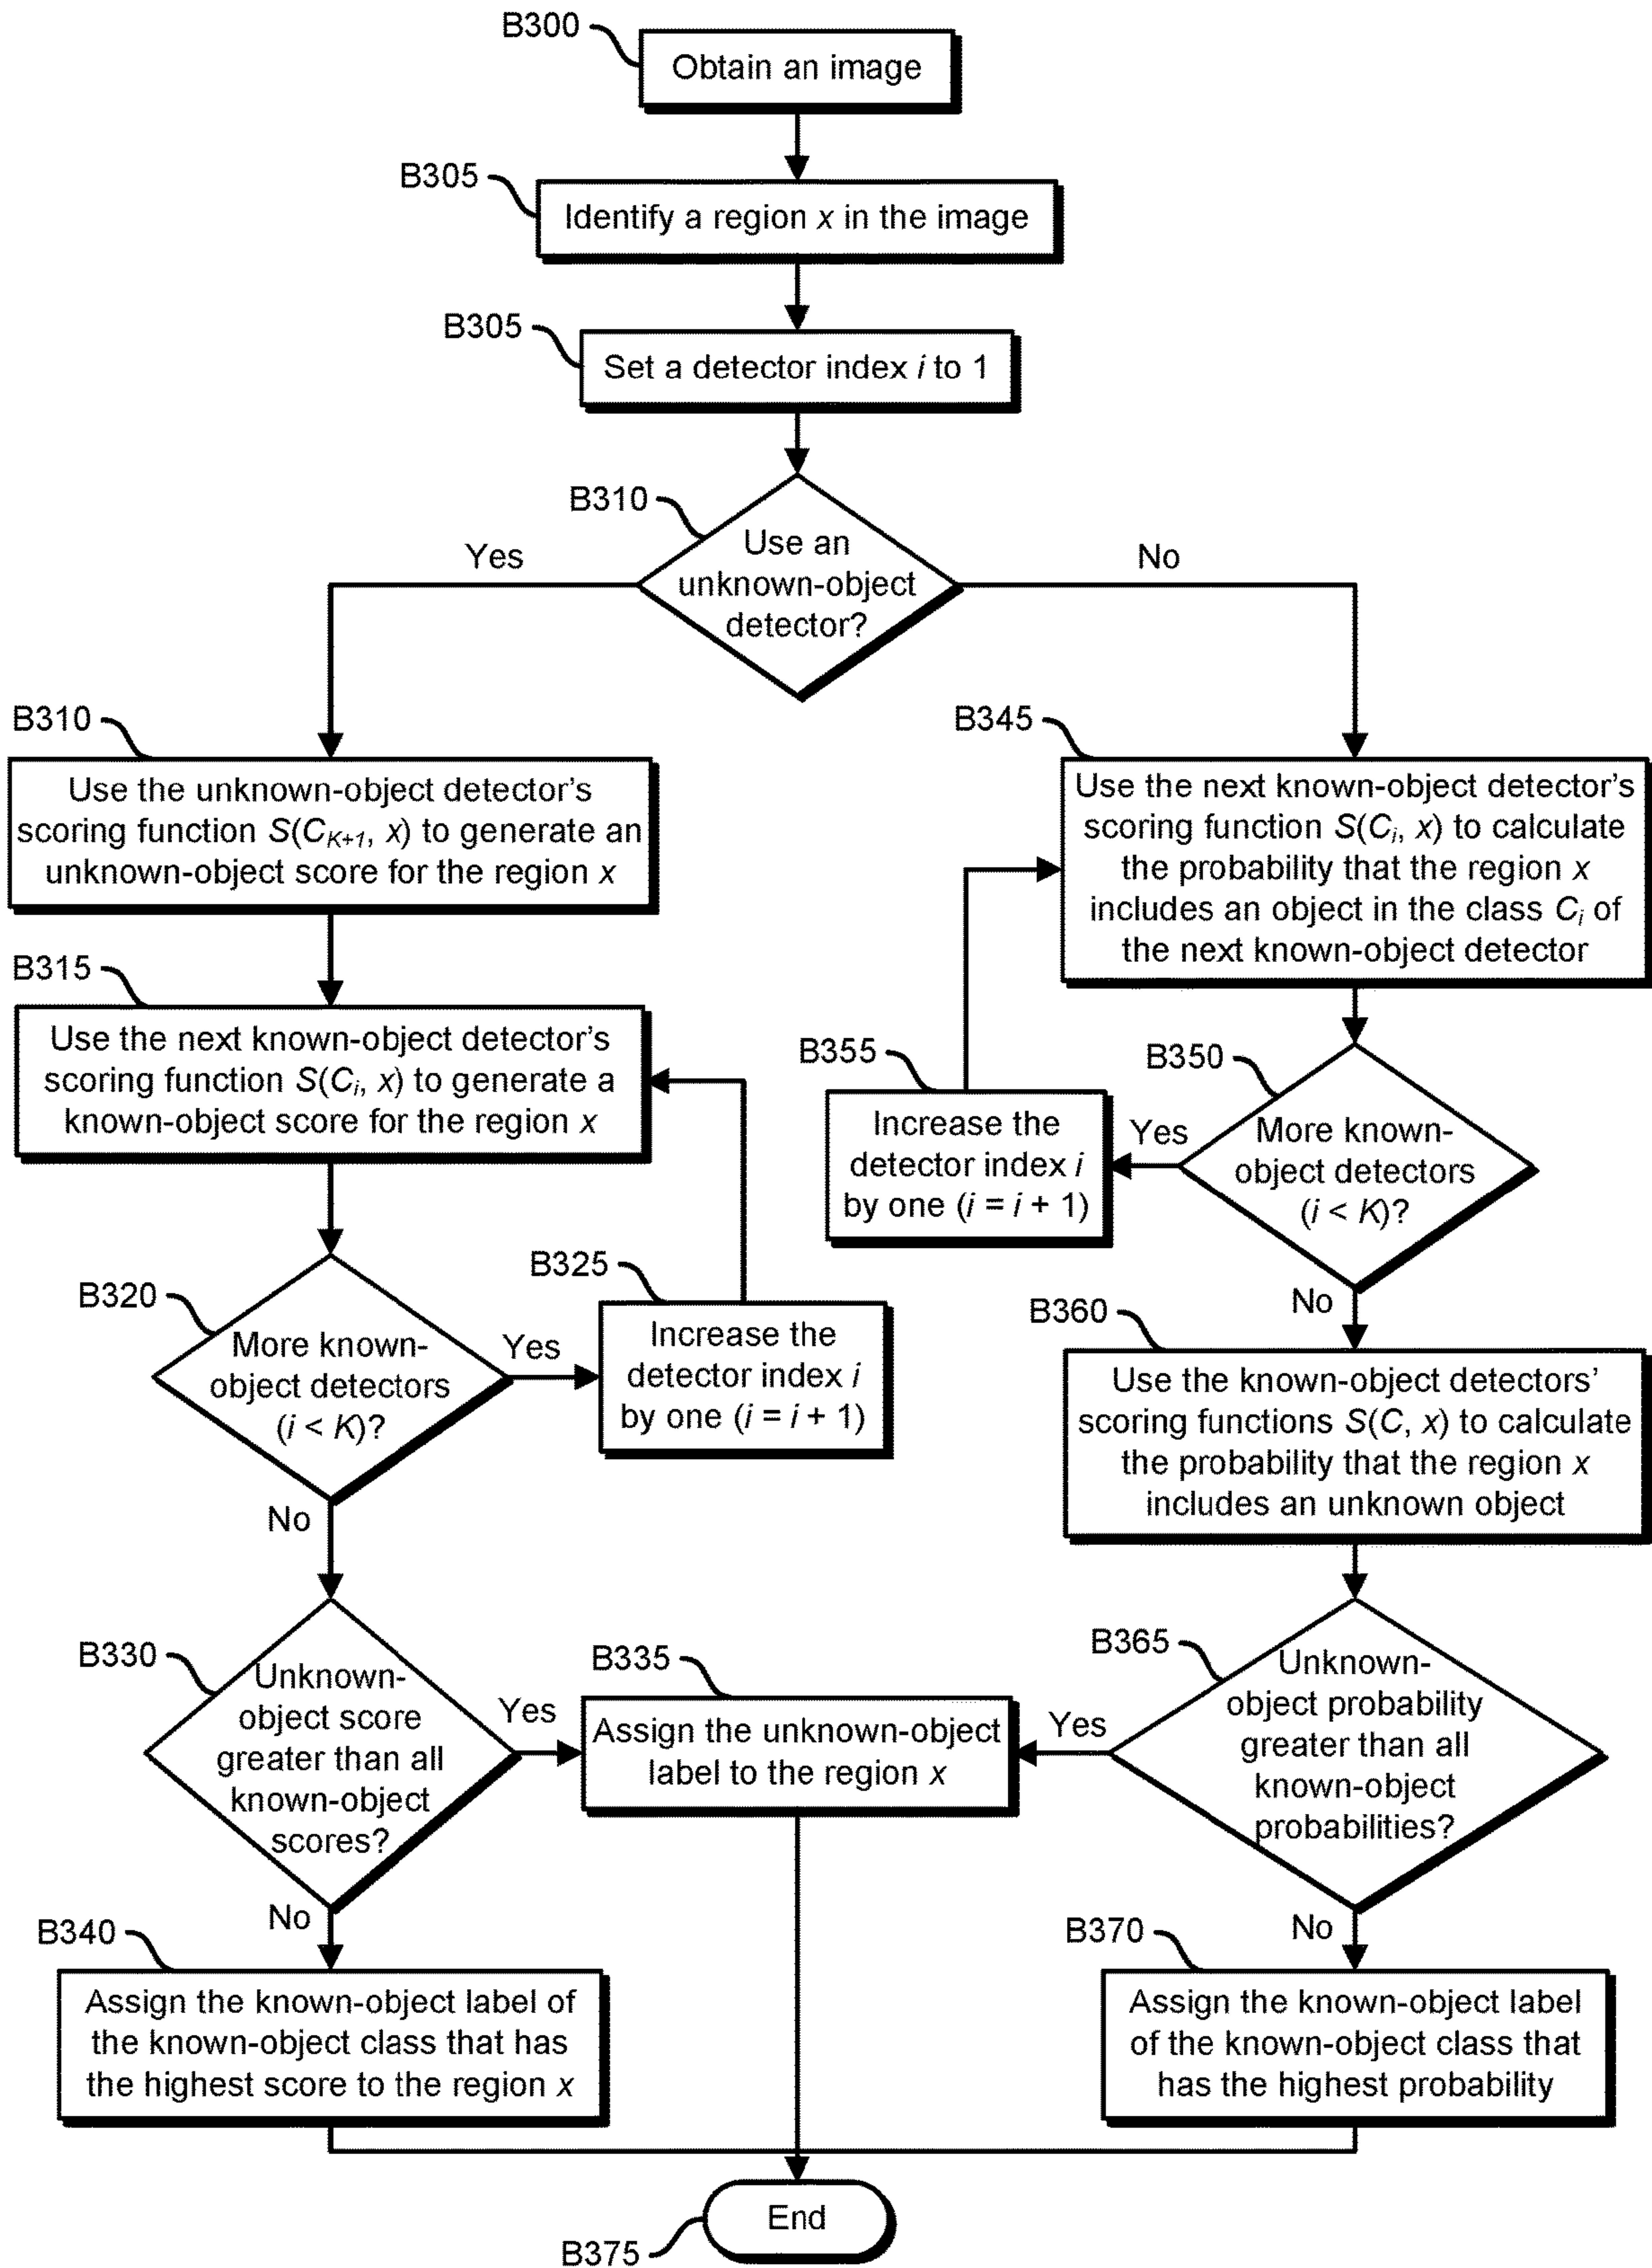 B300
Obtain an image
B305
Identify a region x in the image
B305
Set a detector index i to 1
B310
Use an
unknown-object
detector?
Yes
No
B310
Use the unknown-object detector's
scoring function S(C_{K+1}, x) to generate an
unknown-object score for the region x
B315
Use the next known-object detector's
scoring function S(C_i, x) to generate a
known-object score for the region x
B320
More known-
object detectors
(i < K)?
Yes
B325
Increase the
detector index i
by one (i = i + 1)
No
B330
Unknown-
object score
greater than all
known-object
scores?
Yes
B335
Assign the unknown-object
label to the region x
No
B340
Assign the known-object label of
the known-object class that has
the highest score to the region x
B345
Use the next known-object detector's
scoring function S(C_i, x) to calculate
the probability that the region x
includes an object in the class C_i of
the next known-object detector
B350
More known-
object detectors
(i < K)?
Yes
B355
Increase the
detector index i
by one (i = i + 1)
No
B360
Use the known-object detectors'
scoring functions S(C, x) to calculate
the probability that the region x
includes an unknown object
B365
Unknown-
object probability
greater than all
known-object
probabilities?
Yes
No
B370
Assign the known-object label
of the known-object class that
has the highest probability
End
B375